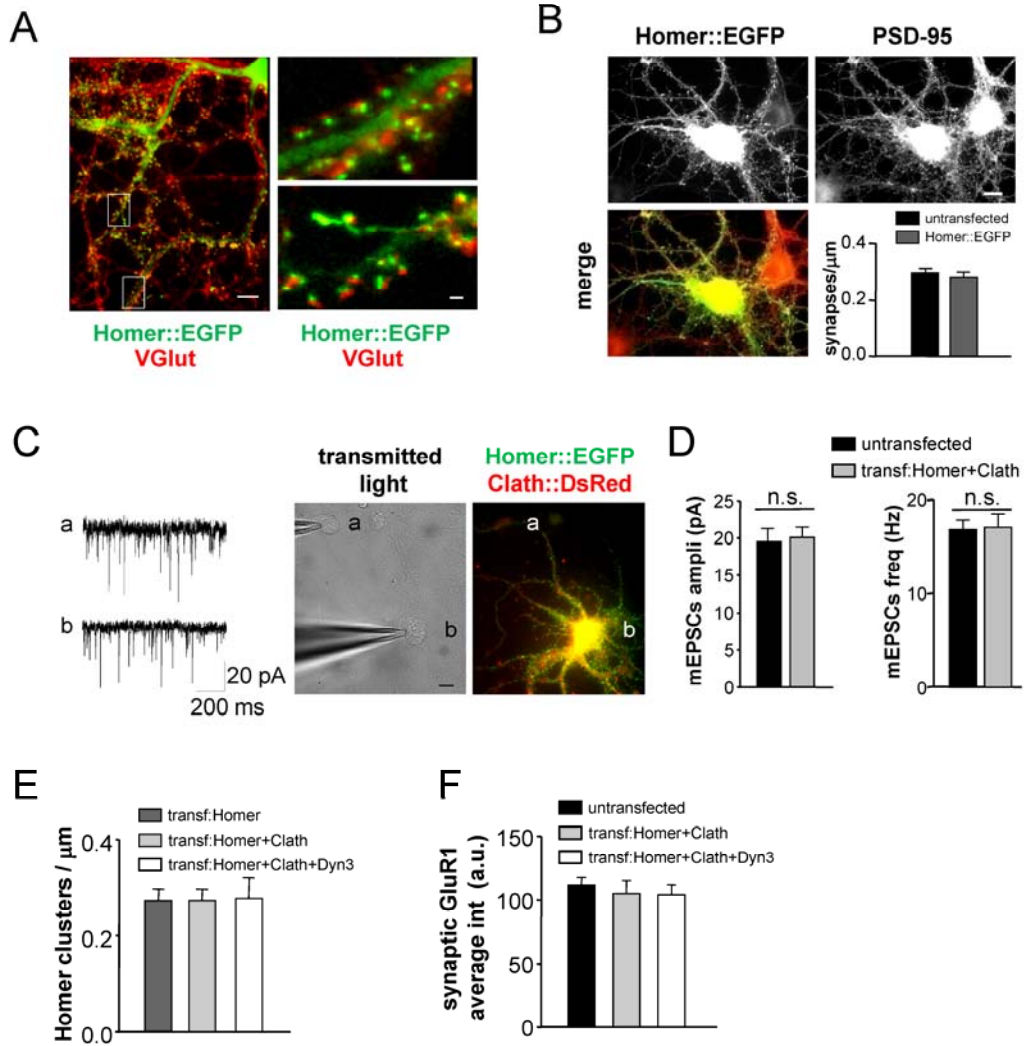 A
Homer::EGFP
VGlut
Homer::EGFP
VGlut
B
Homer::EGFP
PSD-95
merge
untransfected
Homer::EGFP
synapses/µm
0.4
0.2
0.0
C
a
b
20 pA
200 ms
transmitted
light
a
b
Homer::EGFP
Clath::DsRed
a
b
D
untransfected
transf:Homer+Clath
mEPSCs ampli (pA)
25
20
15
10
5
0
n.s.
mEPSCs freq (Hz)
20
10
0
n.s.
E
transf:Homer
transf:Homer+Clath
transf:Homer+Clath+Dyn3
Homer clusters / µm
0.4
0.2
0.0
F
untransfected
transf:Homer+Clath
transf:Homer+Clath+Dyn3
synaptic GluR1
average int (a.u.)
150
100
50
0